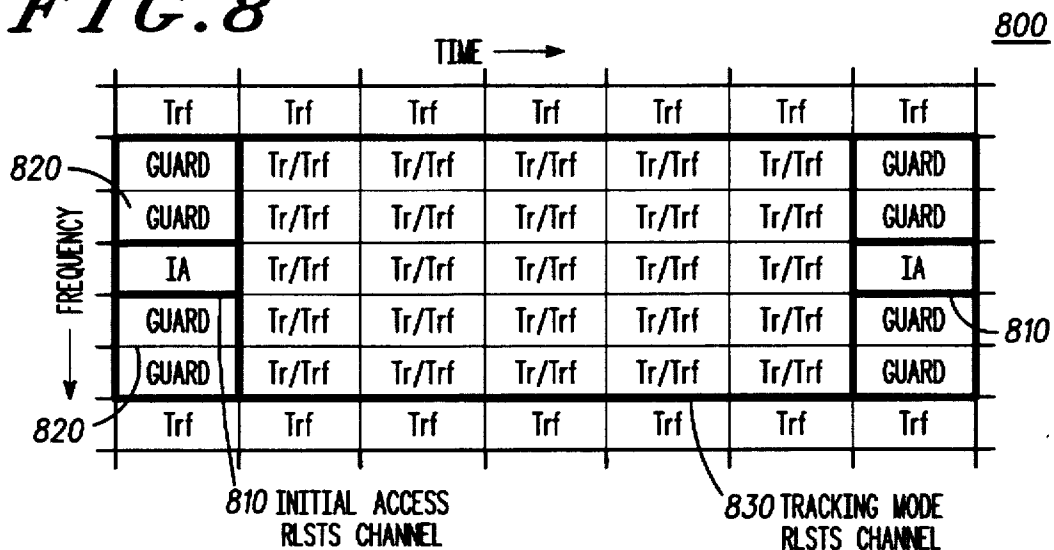 FIG.8
800
TIME
Trf Trf Trf Trf Trf Trf Trf
820 GUARD Tr/Trf Tr/Trf Tr/Trf Tr/Trf Tr/Trf GUARD
GUARD Tr/Trf Tr/Trf Tr/Trf Tr/Trf Tr/Trf GUARD
FREQUENCY
IA Tr/Trf Tr/Trf Tr/Trf Tr/Trf Tr/Trf IA
GUARD Tr/Trf Tr/Trf Tr/Trf Tr/Trf Tr/Trf GUARD 810
GUARD Tr/Trf Tr/Trf Tr/Trf Tr/Trf Tr/Trf GUARD
820 Trf Trf Trf Trf Trf Trf Trf
810 INITIAL ACCESS
RLSTS CHANNEL
830 TRACKING MODE
RLSTS CHANNEL